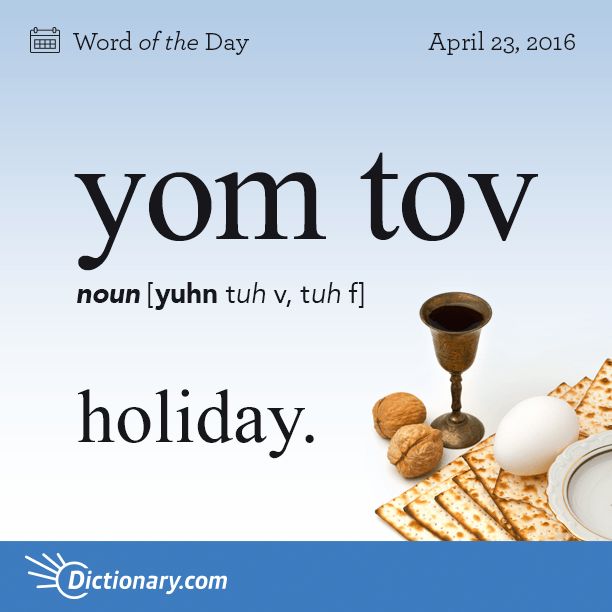 Word of the Day
April 23, 2016
yom tov
noun [yuhn tuh v, tuh f]
holiday.
Dictionary.com